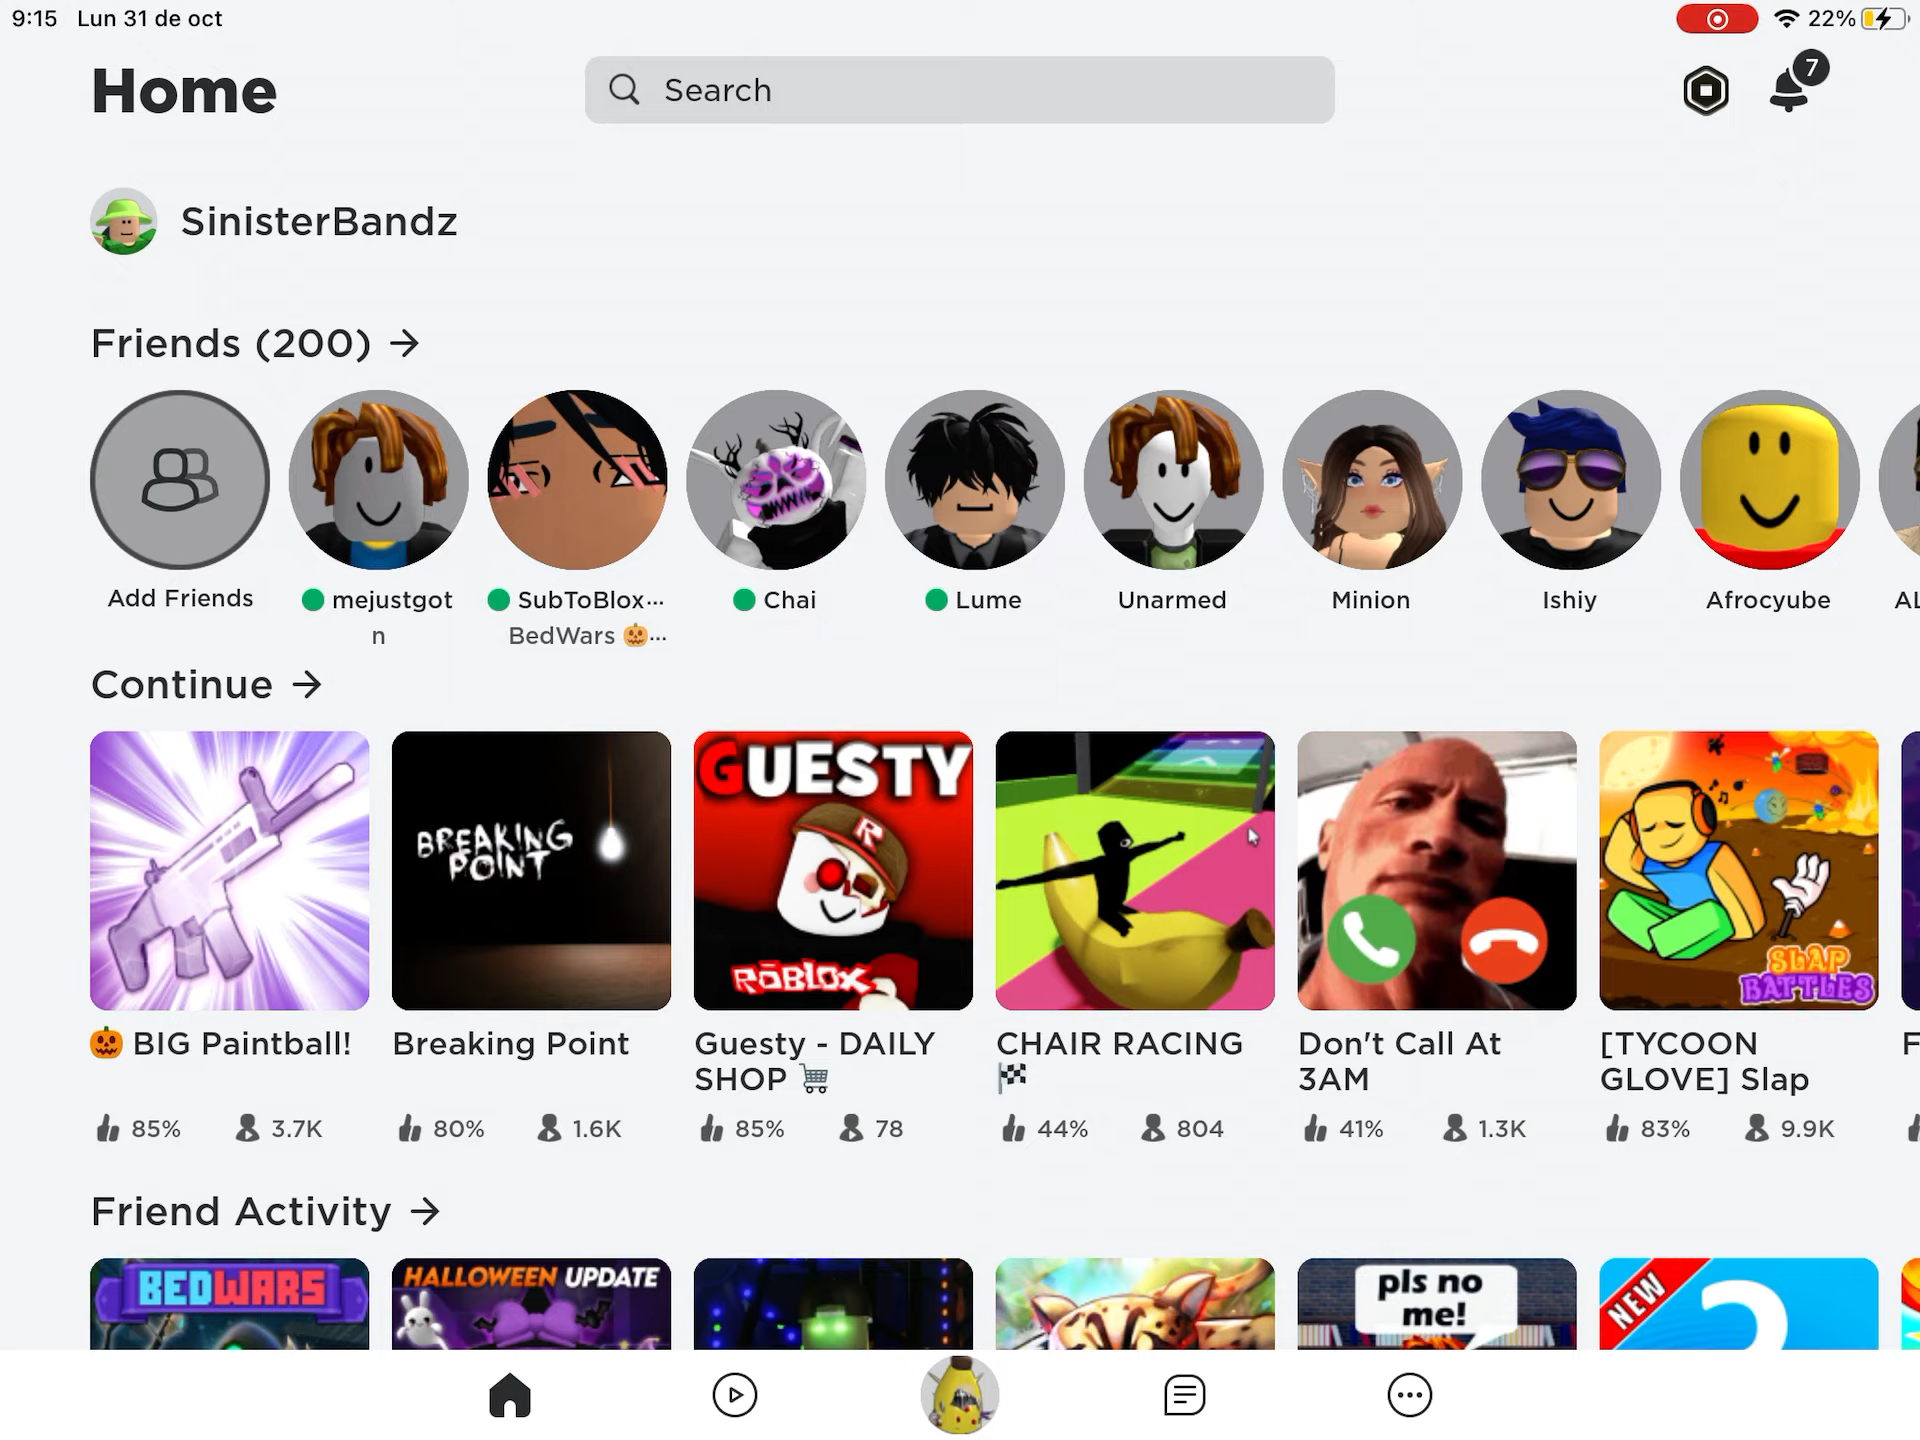 9:15 Lun 31 de oct
22%
Home
Search
7
SinisterBandz
Friends (200) →
Add Friends
mejustgot
n
SubToBlox...
BedWars 🎃...
Chai
Lume
Unarmed
Minion
Ishiy
Afrocyube
AL
Continue →
BREAKING
POINT
GUESTY
R
ROBLOX
SLAP
BATTLES
🎃 BIG Paintball!
Breaking Point
Guesty - DAILY
SHOP 🛒
CHAIR RACING
🏁
Don't Call At
3AM
[TYCOON
GLOVE] Slap
F
85% 3.7K
80% 1.6K
85% 78
44% 804
41% 1.3K
83% 9.9K
Friend Activity →
BEDWARS
HALLOWEEN UPDATE
pls no
me!
NEW
?